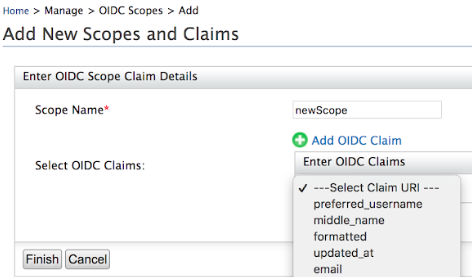 Home > Manage > OIDC Scopes > Add
Add New Scopes and Claims
Enter OIDC Scope Claim Details
Scope Name*
newScope
Add OIDC Claim
Select OIDC Claims:
Enter OIDC Claims
✓ ---Select Claim URI ---
preferred_username
middle_name
formatted
updated_at
email
Finish Cancel